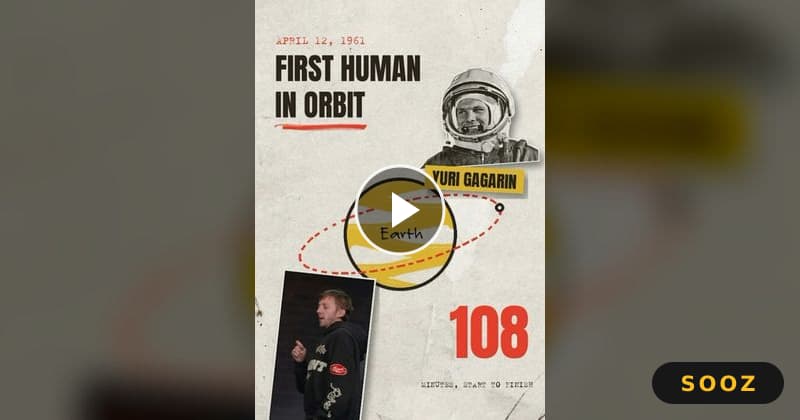 APRIL 12, 1961
FIRST HUMAN
IN ORBIT
YURI GAGARIN
Earth
108
MINUTES, START TO FINISH
SOOZ